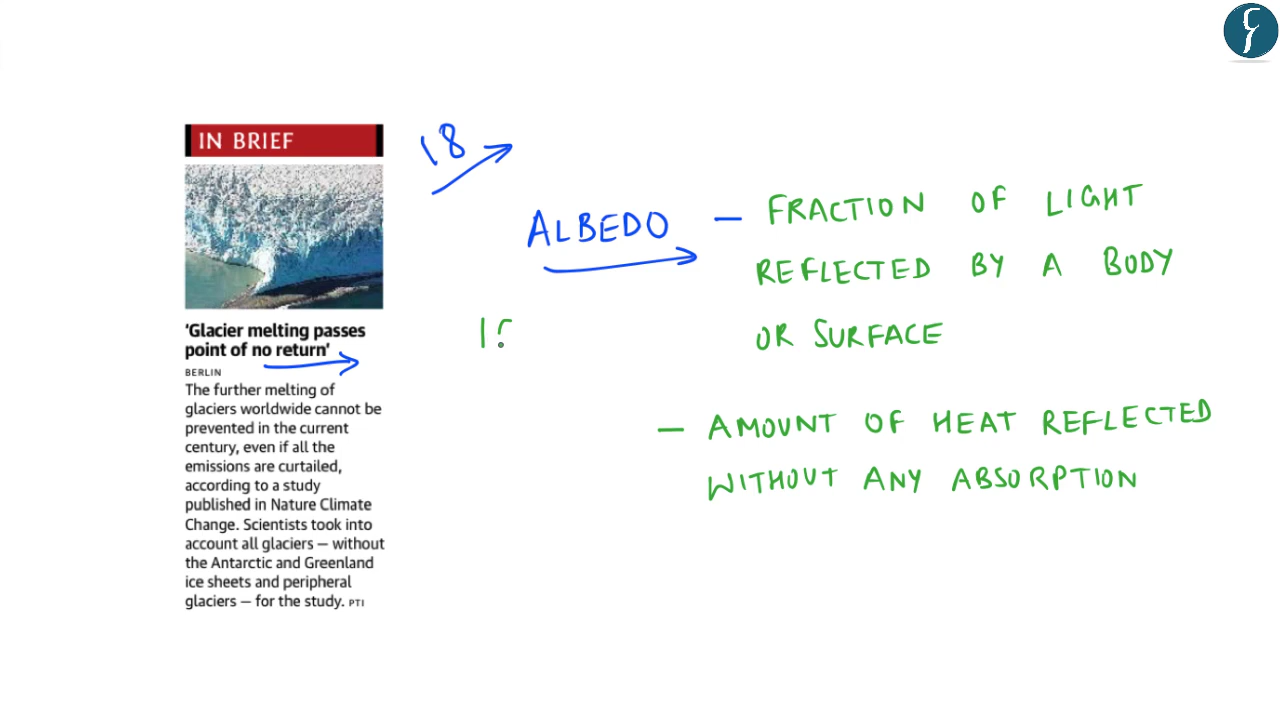 IN BRIEF
'Glacier melting passes
point of no return'
BERLIN
The further melting of
glaciers worldwide cannot be
prevented in the current
century, even if all the
emissions are curtailed,
according to a study
published in Nature Climate
Change. Scientists took into
account all glaciers — without
the Antarctic and Greenland
ice sheets and peripheral
glaciers — for the study. PTI
18
ALBEDO – FRACTION OF LIGHT
REFLECTED BY A BODY
OR SURFACE
– AMOUNT OF HEAT REFLECTED
WITHOUT ANY ABSORPTION